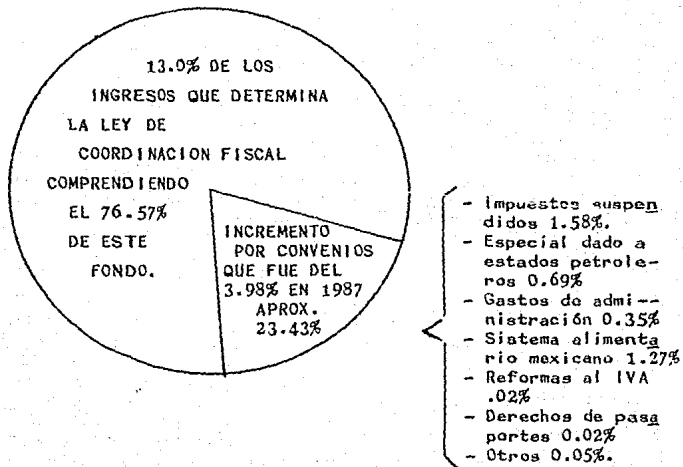 13.0% DE LOS
INGRESOS QUE DETERMINA
LA LEY DE
COORDINACION FISCAL
COMPRENDIENDO
EL 76.57%
DE ESTE
FONDO.
INCREMENTO
POR CONVENIOS
QUE FUE DEL
3.98% EN 1987
APROX.
23.43%
- Impuestos suspen
didos 1.58%.
- Especial dado a
estados petrole-
ros 0.69%
- Gastos de admi--
nistración 0.35%
- Sistema alimenta
rio mexicano 1.27%
- Reformas al IVA
.02%
- Derechos de pasa
portes 0.02%
- Otros 0.05%.